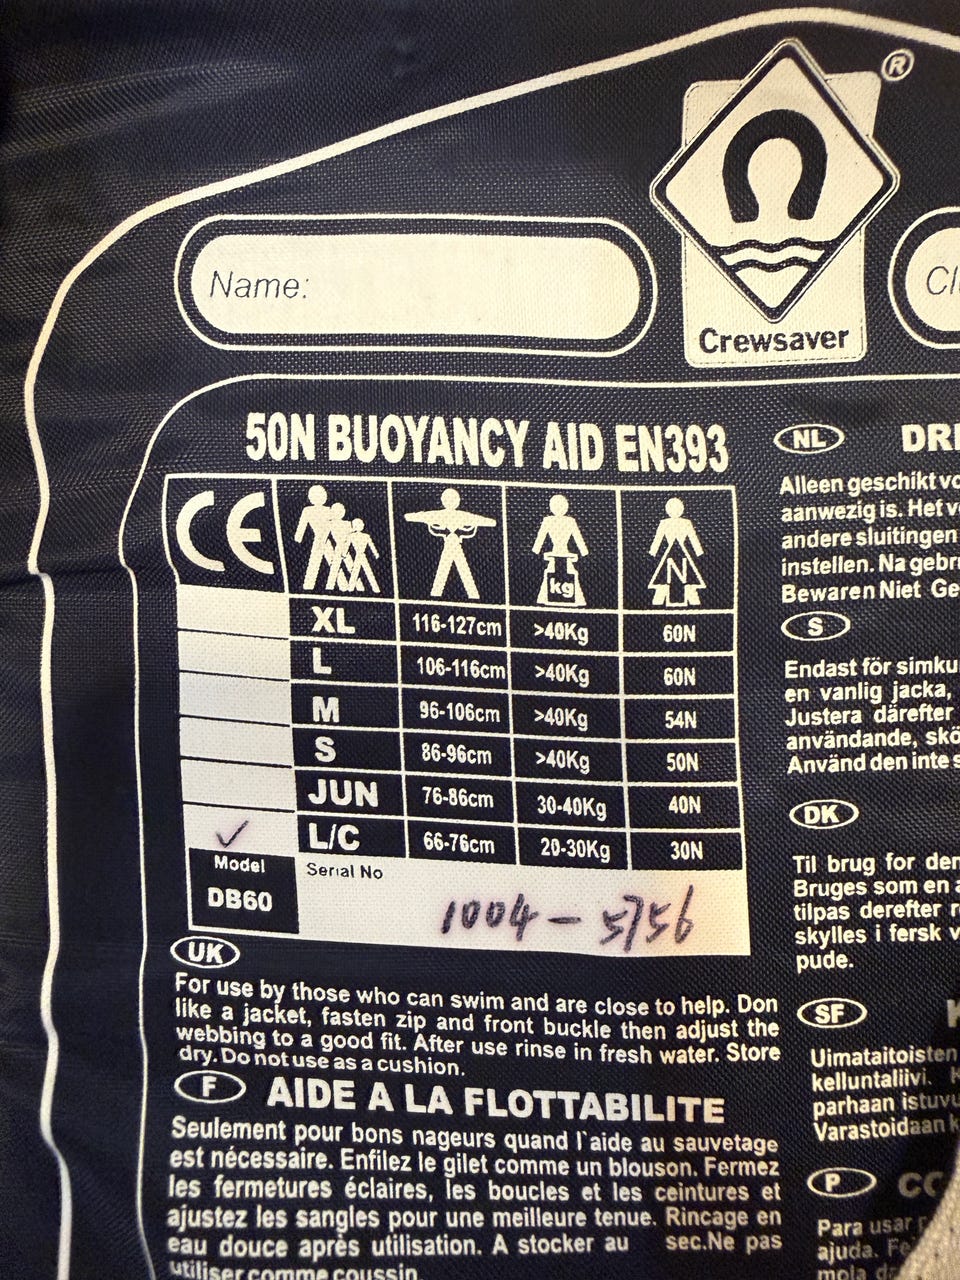 ®
Name:
Crewsaver
50N BUOYANCY AID EN393
CE
kg
N
XL 116-127cm >40Kg 60N
L 106-116cm >40Kg 60N
M 96-106cm >40Kg 54N
S 86-96cm >40Kg 50N
JUN 76-86cm 30-40Kg 40N
✓ L/C 66-76cm 20-30Kg 30N
Model
DB60
Serial No
1004 - 5756
UK
For use by those who can swim and are close to help. Don
like a jacket, fasten zip and front buckle then adjust the
webbing to a good fit. After use rinse in fresh water. Store
dry. Do not use as a cushion.
F AIDE A LA FLOTTABILITE
Seulement pour bons nageurs quand l'aide au sauvetage
est nécessaire. Enfilez le gilet comme un blouson. Fermez
les fermetures éclaires, les boucles et les ceintures et
ajustez les sangles pour une meilleure tenue. Rincage en
eau douce après utilisation. A stocker au sec.Ne pas
utiliser comme coussin.
NL
Alleen geschikt
aanwezig is. Het
andere sluitingen
instellen. Na
Bewaren Niet
S
Endast för
en vanlig jacka,
Justera därefter
användande,
Använd den inte
DK
Til brug for
Bruges som en
tilpas derefter
skylles i fersk
pude.
SF
Uimataitoisten
kelluntaliivi.
parhaan
P
Para usar
ajuda.
mola